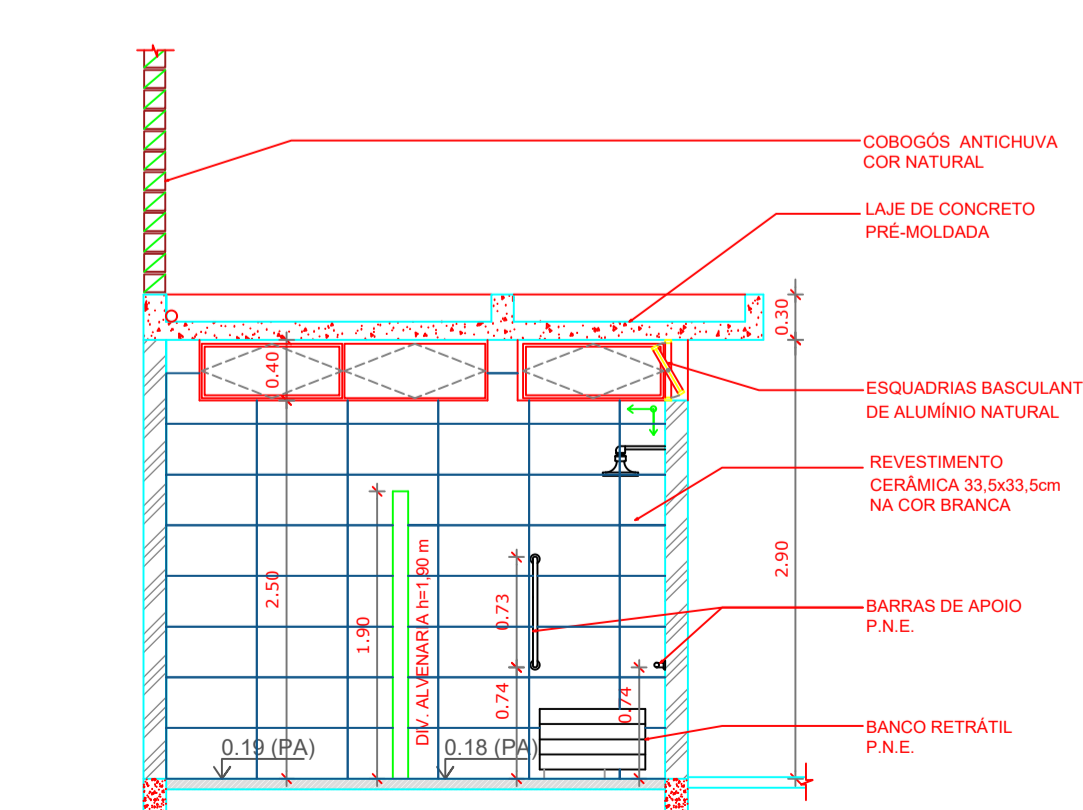 COBOGÓS ANTICHUVA
COR NATURAL
LAJE DE CONCRETO
PRÉ-MOLDADA
0.30
0.40
ESQUADRIAS BASCULANT
DE ALUMÍNIO NATURAL
REVESTIMENTO
CERÂMICA 33,5x33,5cm
NA COR BRANCA
2.90
2.50
1.90
DIV. ALVENARIA h=1,90 m
0.73
BARRAS DE APOIO
P.N.E.
0.74
0.74
BANCO RETRÁTIL
P.N.E.
0.19 (PA)
0.18 (PA)